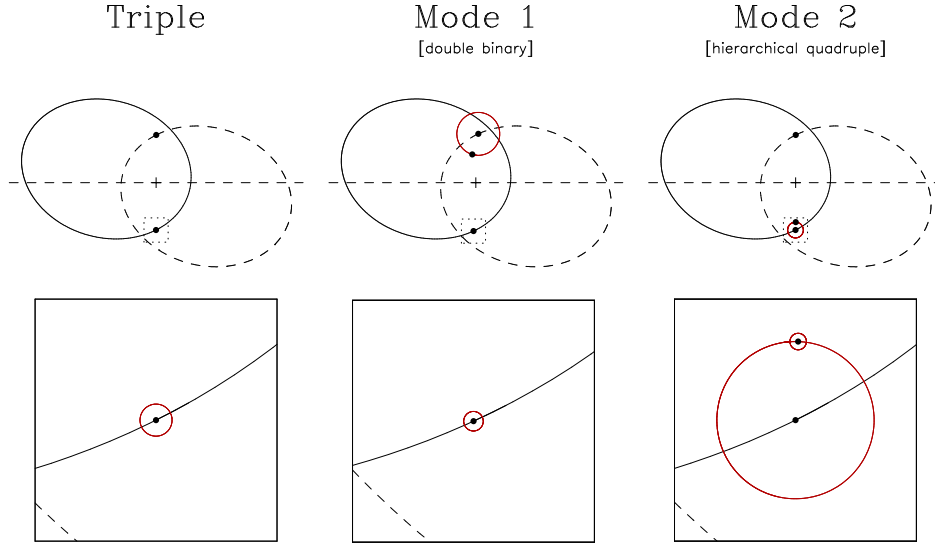 Triple
Mode 1
[double binary]
Mode 2
[hierarchical quadruple]